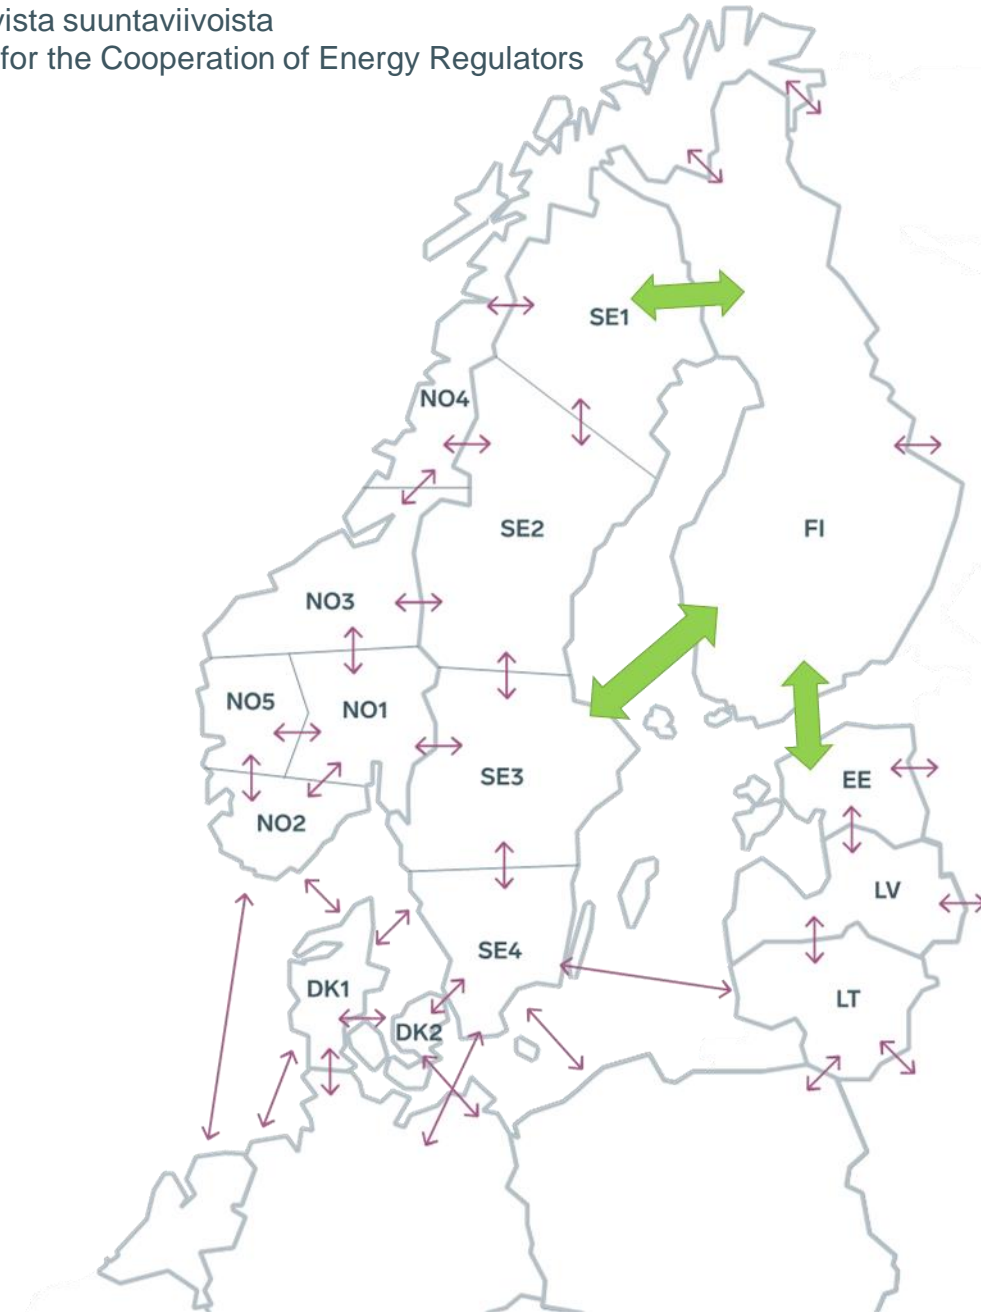 vista suuntaviivoista
for the Cooperation of Energy Regulators
SE1
NO4
SE2
FI
NO3
NO5
NO1
SE3
EE
NO2
LV
SE4
DK1
LT
DK2